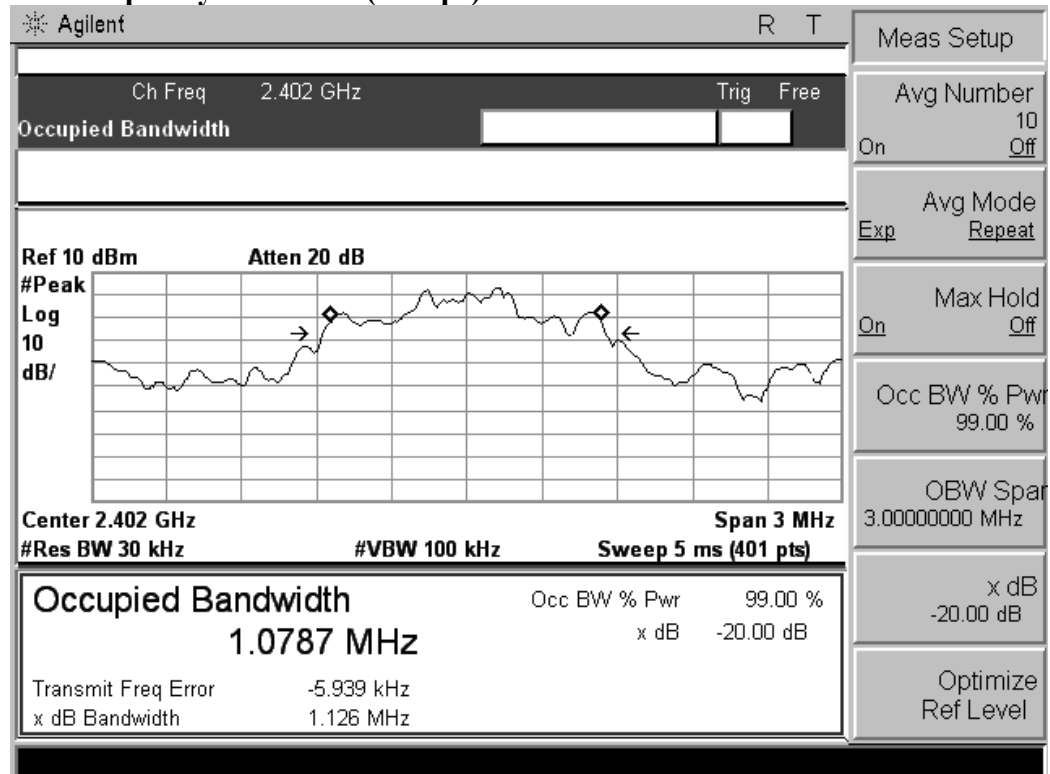 Agilent R T
Ch Freq 2.402 GHz Trig Free
Occupied Bandwidth
Ref 10 dBm Atten 20 dB
#Peak
Log
10
dB/
Center 2.402 GHz Span 3 MHz
#Res BW 30 kHz #VBW 100 kHz Sweep 5 ms (401 pts)
Occupied Bandwidth
1.0787 MHz
Occ BW % Pwr 99.00 %
x dB -20.00 dB
Transmit Freq Error -5.939 kHz
x dB Bandwidth 1.126 MHz
Meas Setup
Avg Number
10
On Off
Avg Mode
Exp Repeat
Max Hold
On Off
Occ BW % Pwr
99.00 %
OBW Span
3.00000000 MHz
x dB
-20.00 dB
Optimize
Ref Level